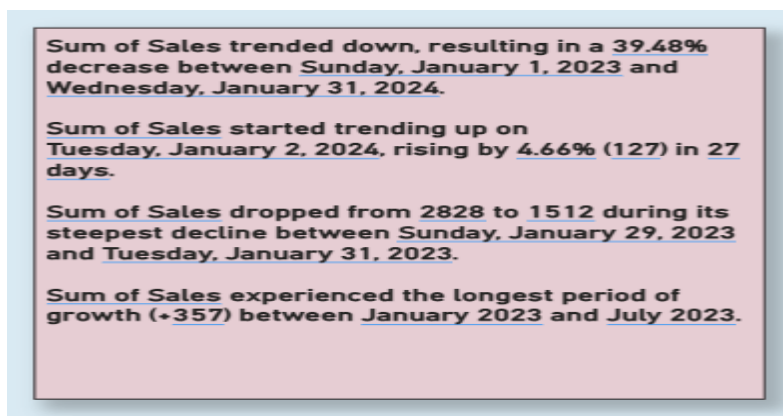 Sum of Sales trended down, resulting in a 39.48%
decrease between Sunday, January 1, 2023 and
Wednesday, January 31, 2024.
Sum of Sales started trending up on
Tuesday, January 2, 2024, rising by 4.66% (127) in 27
days.
Sum of Sales dropped from 2828 to 1512 during its
steepest decline between Sunday, January 29, 2023
and Tuesday, January 31, 2023.
Sum of Sales experienced the longest period of
growth (+357) between January 2023 and July 2023.